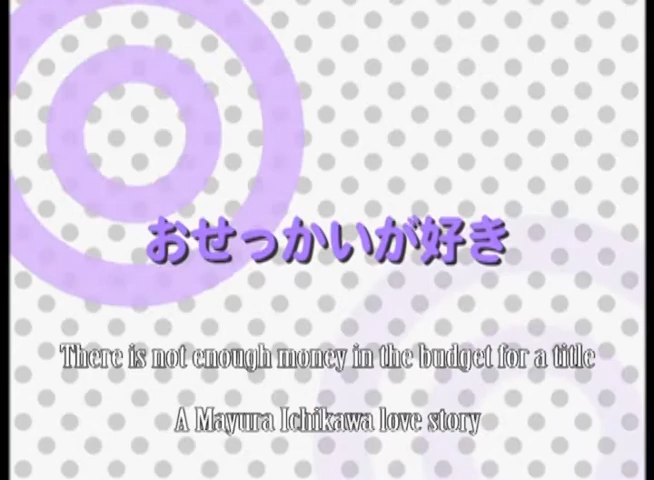 おせっかいが好き
There is not enough money in the budget for a title
A Mayura Ichikawa love story